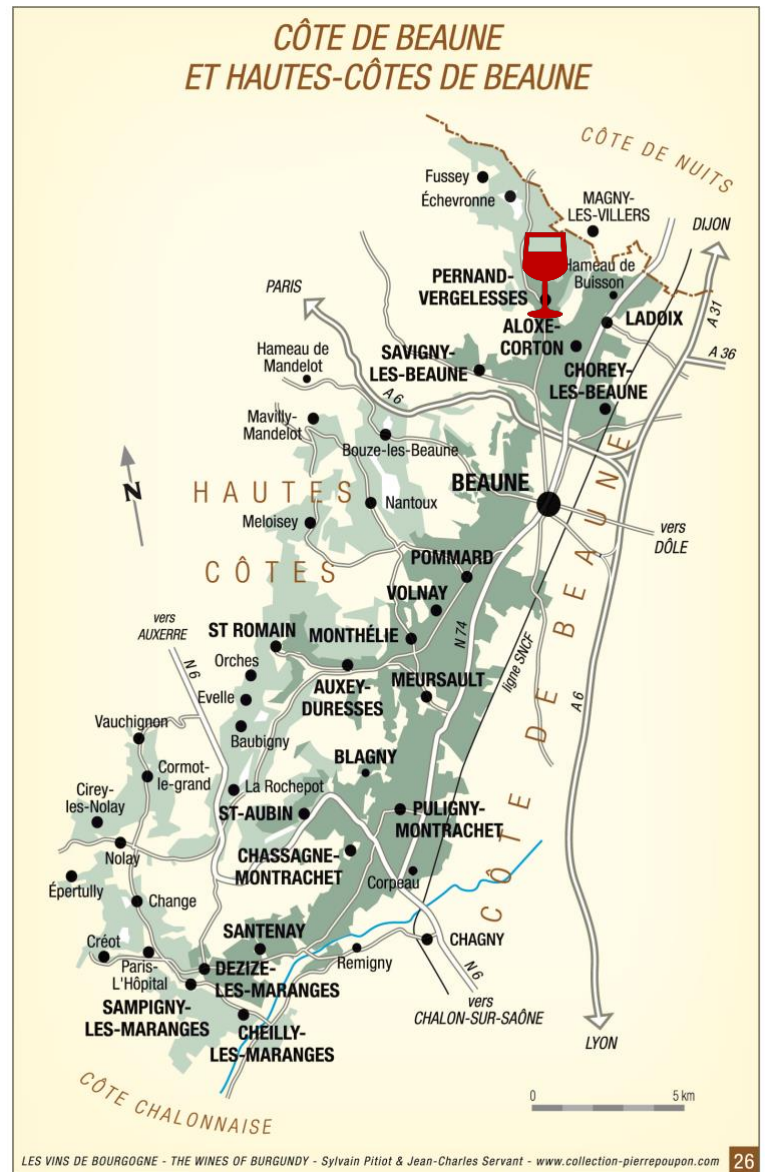 CÔTE DE BEAUNE
ET HAUTES-CÔTES DE BEAUNE
CÔTE DE NUITS
Fussey
Échevronne
MAGNY-
LES-VILLERS
DIJON
Hameau de
Buisson
PERNAND-
VERGELESSES
PARIS
A 31
LADOIX
ALOXE-
CORTON
SAVIGNY-
LES-BEAUNE
A 36
CHOREY-
LES-BEAUNE
Hameau de
Mandelot
A 6
Mavilly-
Mandelot
Bouze-les-Beaune
BEAUNE
N
HAUTES
CÔTES
Nantoux
Meloisey
vers
DÔLE
POMMARD
VOLNAY
vers
AUXERRE
N 6
ST ROMAIN
MONTHÉLIE
N 74
ligne SNCF
CÔTE DE BEAUNE
A 6
Orches
AUXEY-
DURESSES
MEURSAULT
Evelle
Baubigny
Vauchignon
BLAGNY
Cormot-
le-grand
La Rochepot
Cirey-
les-Nolay
ST-AUBIN
PULIGNY-
MONTRACHET
Nolay
CHASSAGNE-
MONTRACHET
Corpeau
Épertully
Change
SANTENAY
CHAGNY
Créot
Remigny
Paris-
L'Hôpital
DEZIZE-
LES-MARANGES
N 6
SAMPIGNY-
LES-MARANGES
CHEILLY-
LES-MARANGES
vers
CHALON-SUR-SAÔNE
LYON
CÔTE CHALONNAISE
0 5 km
LES VINS DE BOURGOGNE - THE WINES OF BURGUNDY - Sylvain Pitiot & Jean-Charles Servant - www.collection-pierrepoupon.com 26